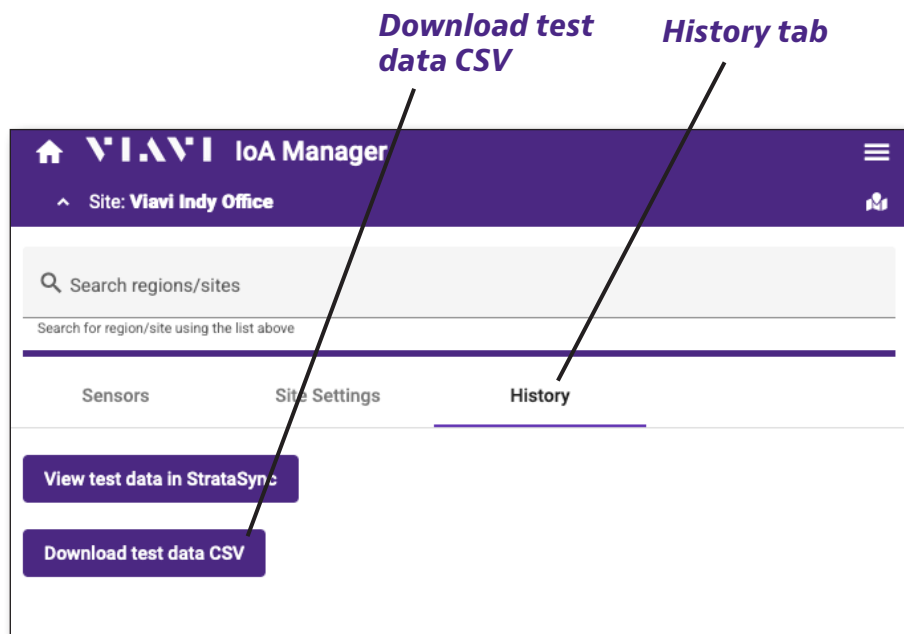 Download test
data CSV
History tab
VIAVI IoA Manager
Site: Viavi Indy Office
Search regions/sites
Search for region/site using the list above
Sensors
Site Settings
History
View test data in StrataSync
Download test data CSV